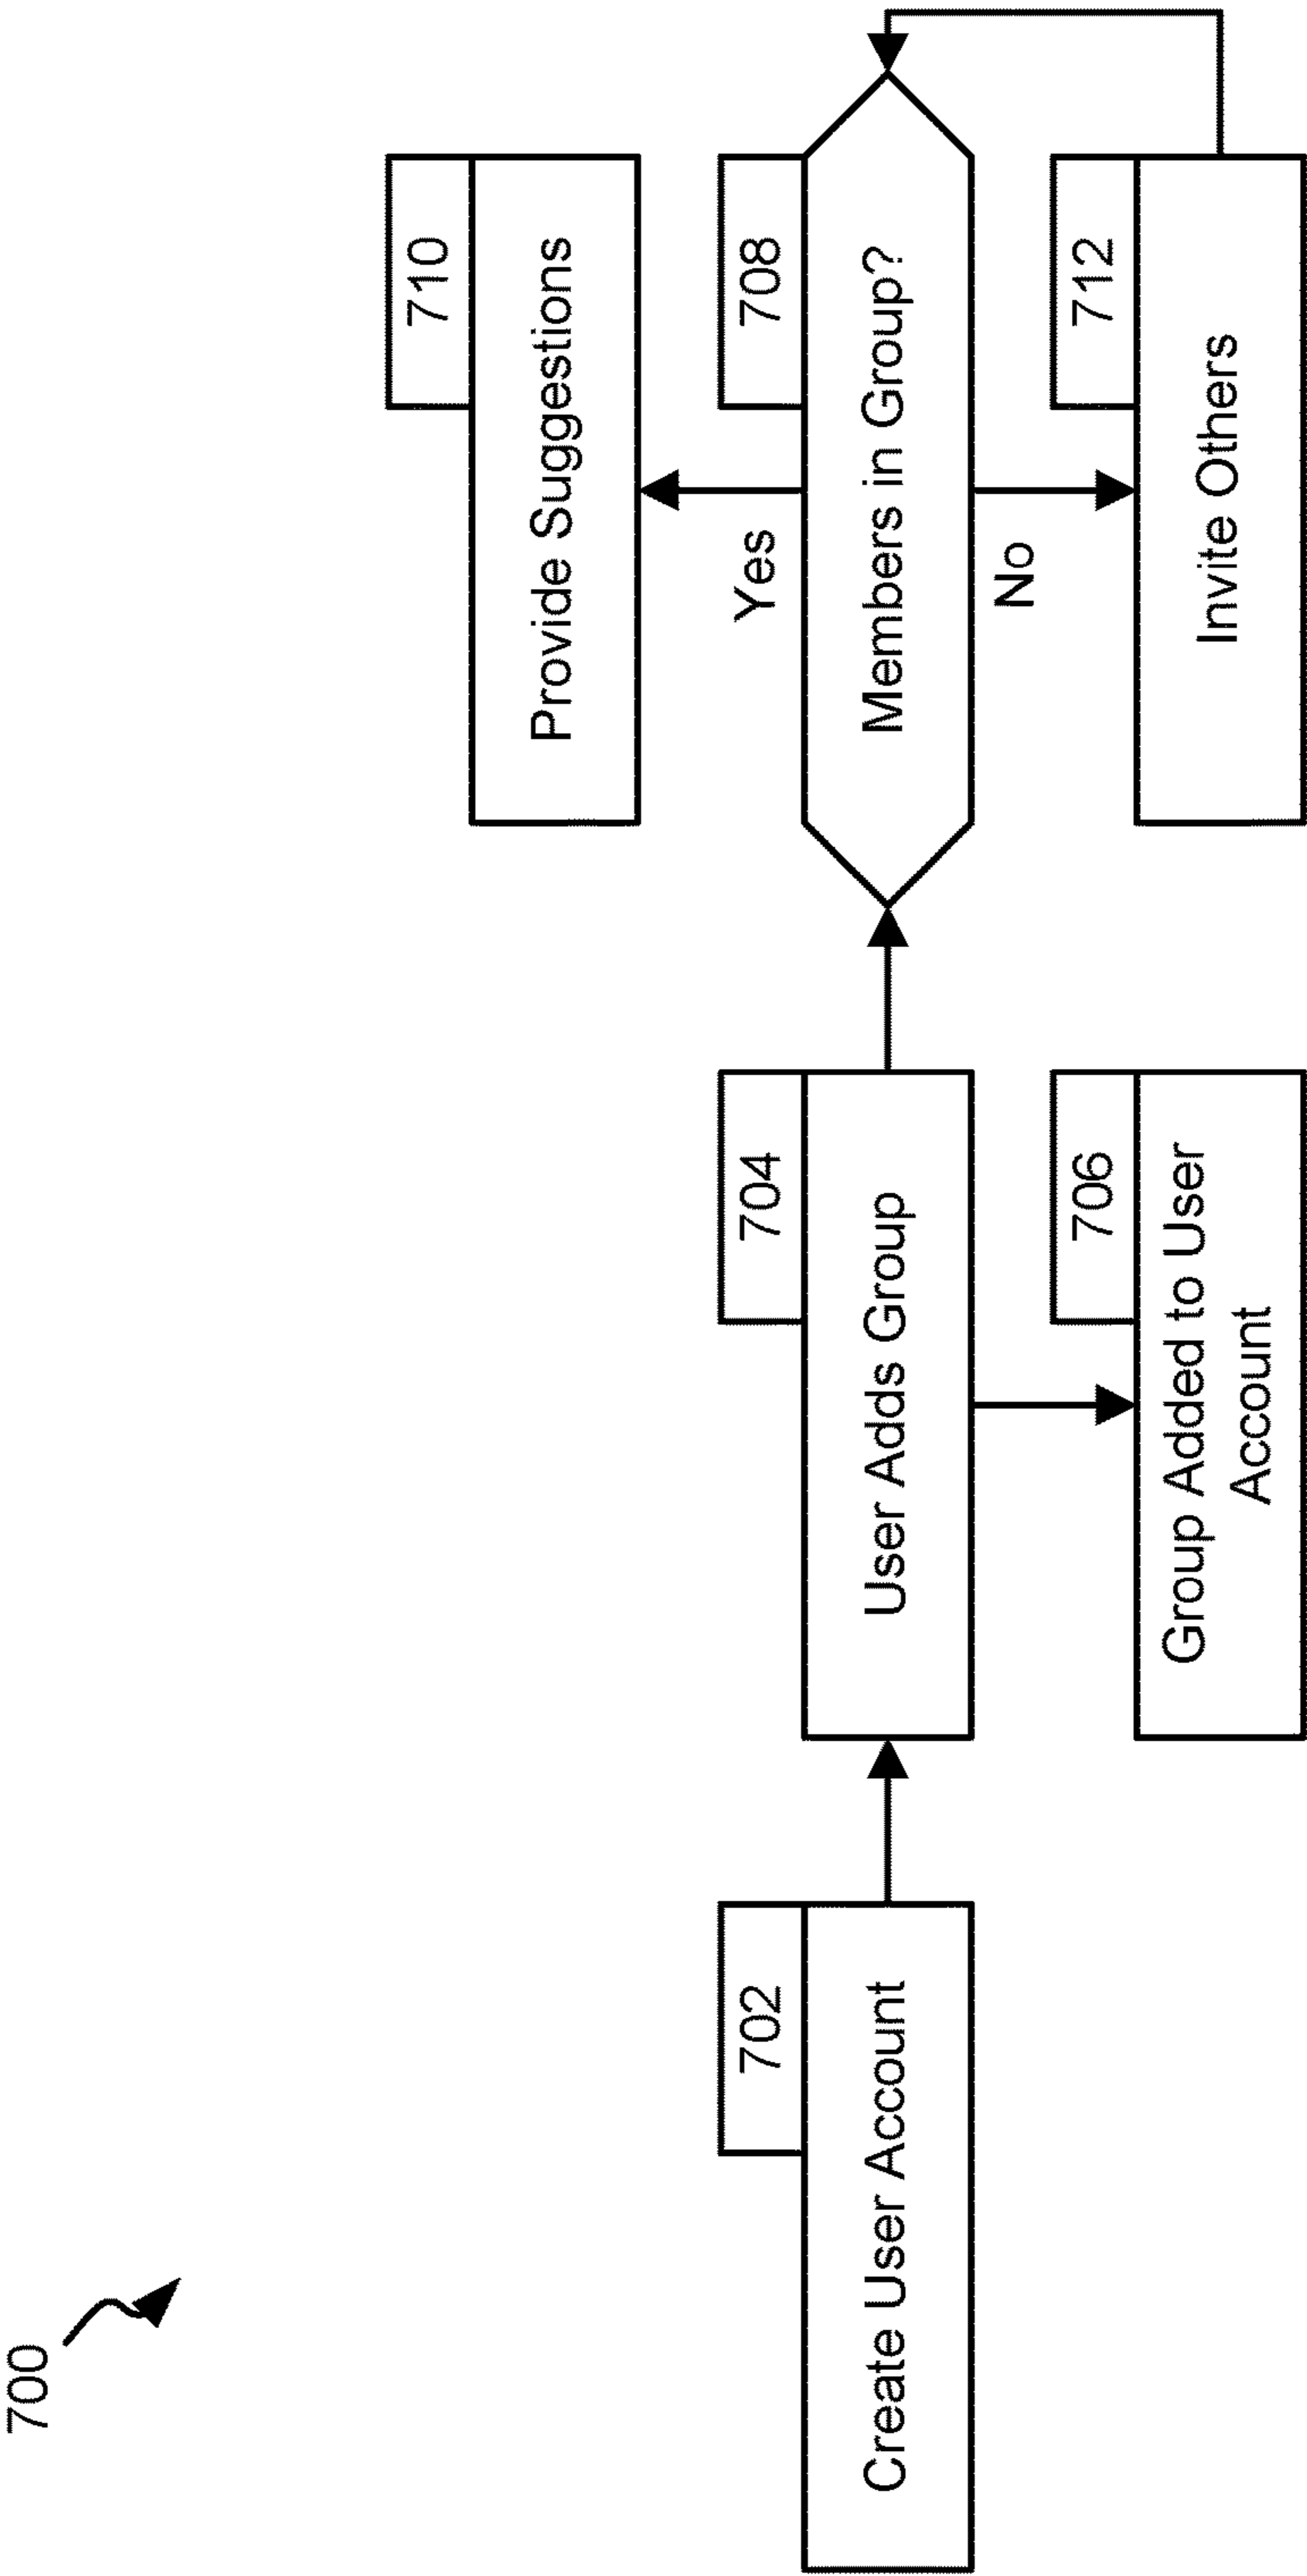 700
702
Create User Account
704
User Adds Group
706
Group Added to User
Account
708
Members in Group?
Yes
710
Provide Suggestions
No
712
Invite Others